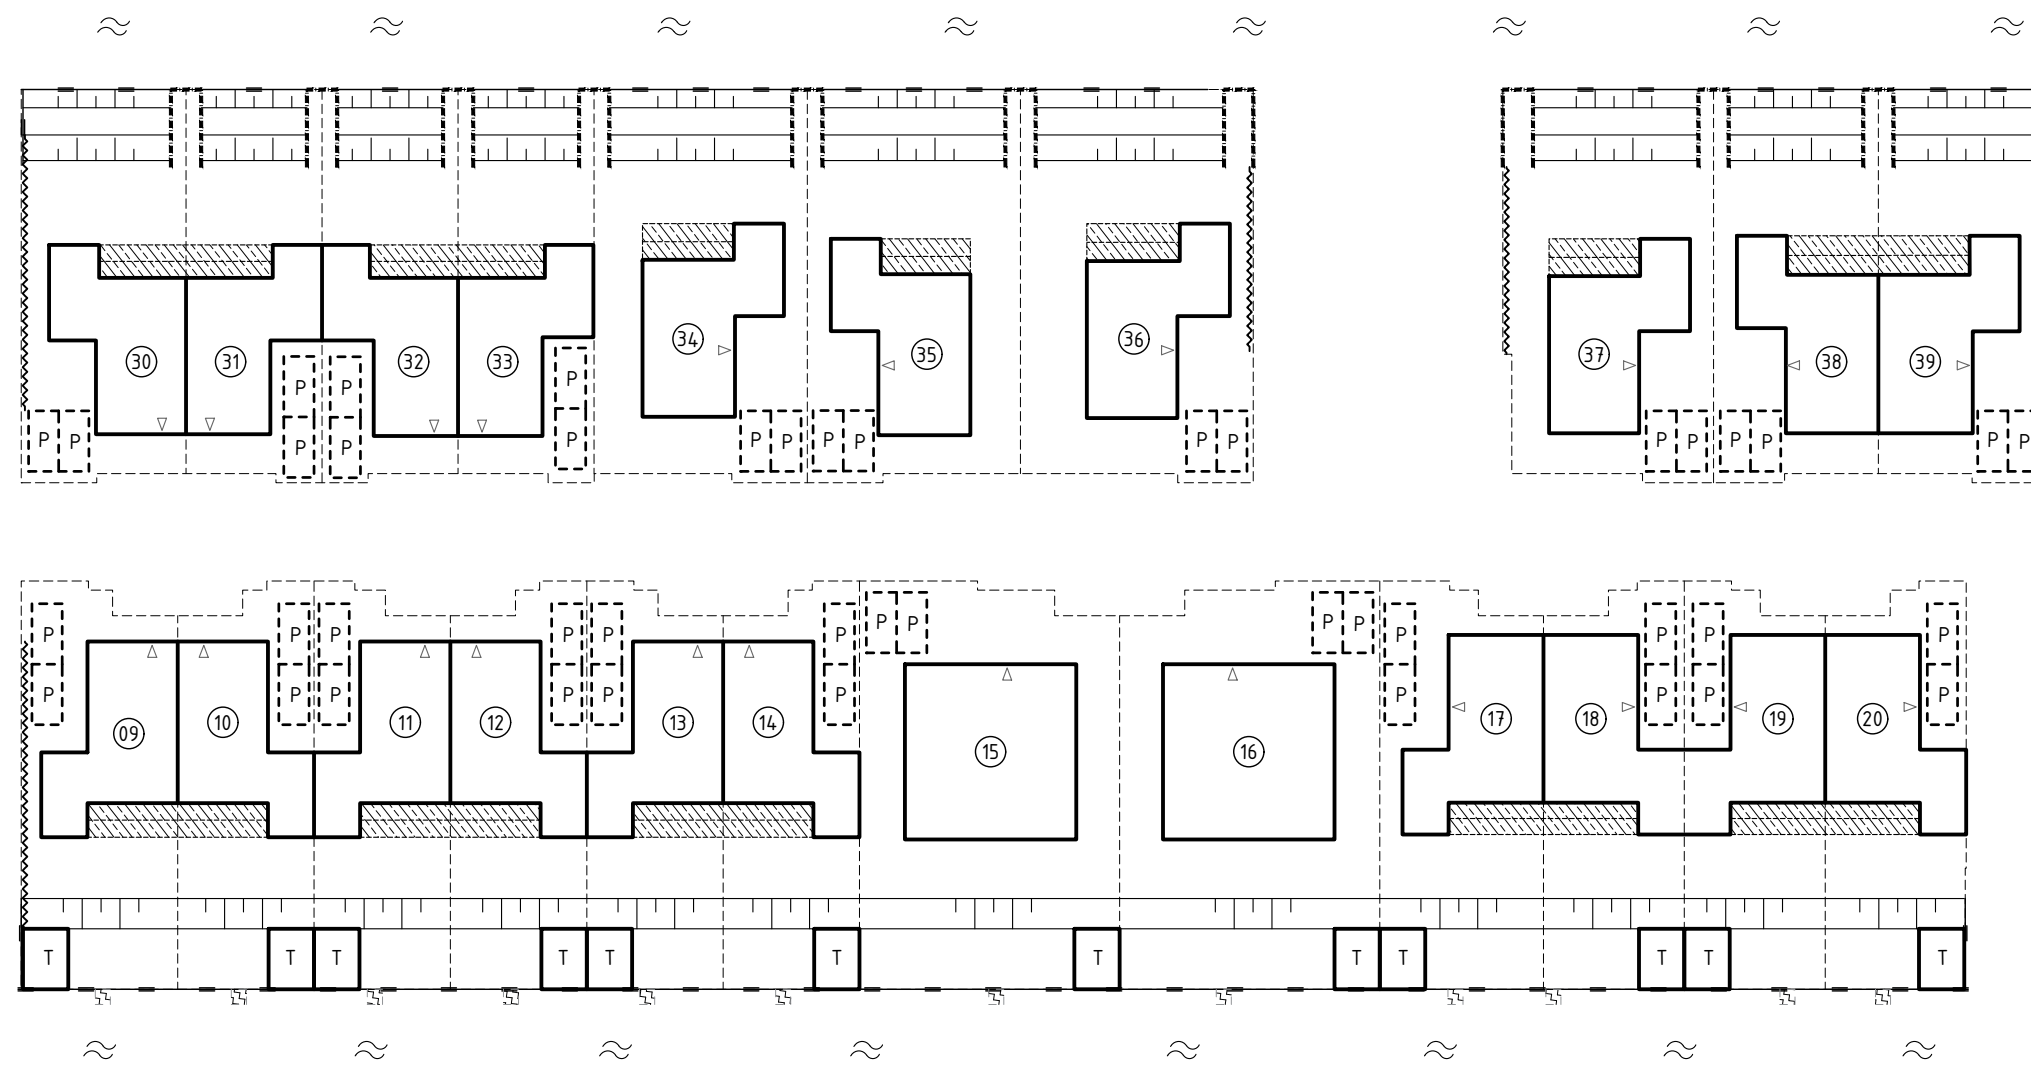 34 36
35 37
30 31 32 33 38 39
P P P
P P P P P P P P P P P P P P P P P
P P P P P P P P P P P P P
P P P P P P P P P P
17 18 19 20
10 11 12 13 14
09
15 16
T T T T T T T T T T T T